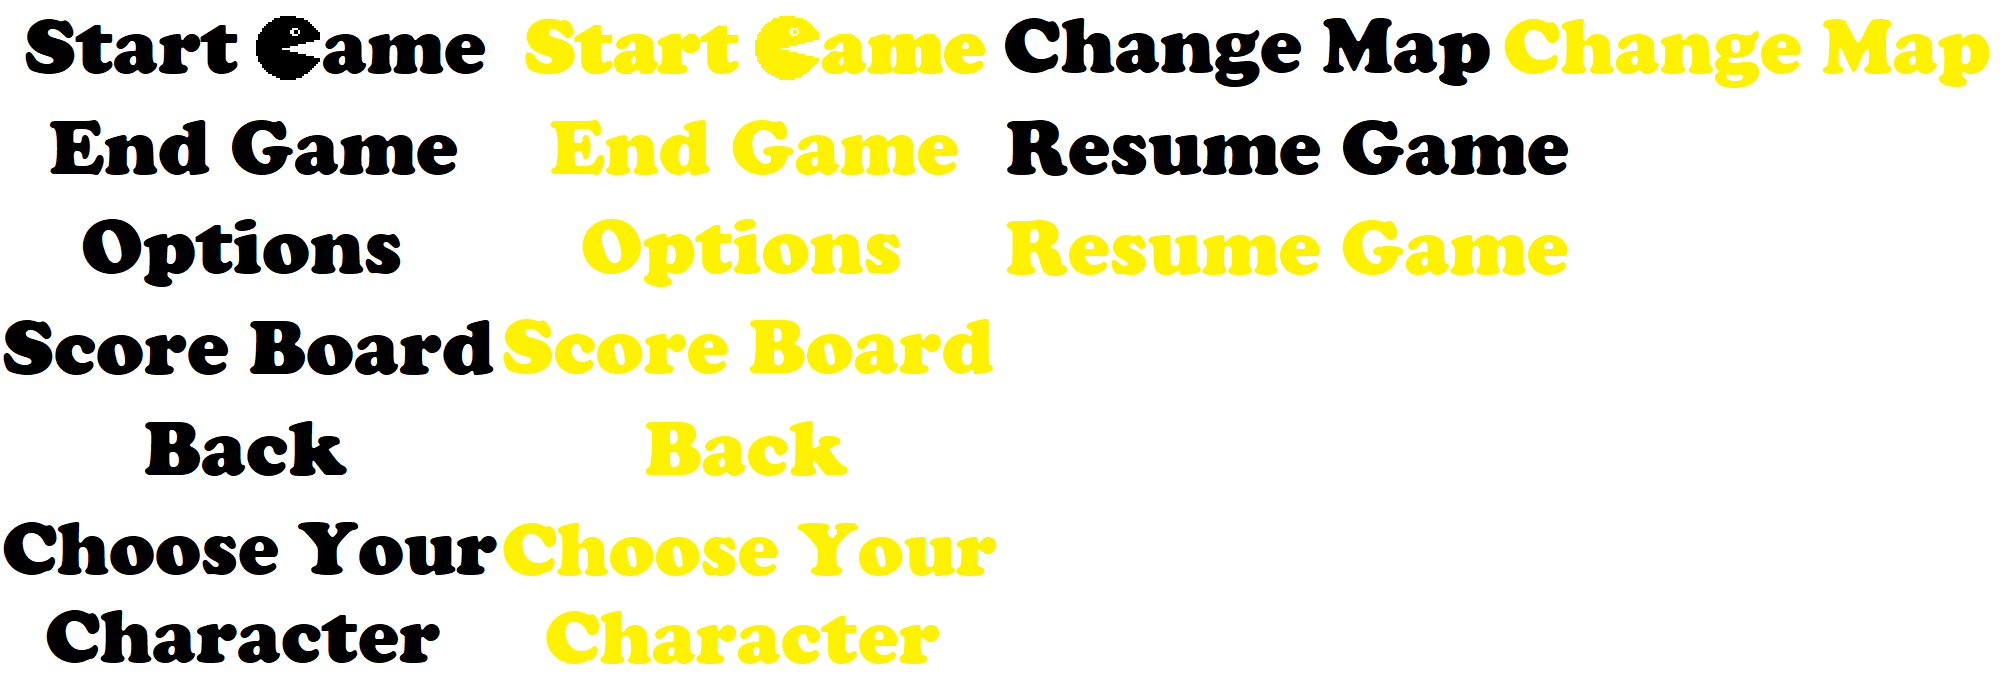 Start Game Start Game Change Map Change Map
End Game End Game Resume Game
Options Options Resume Game
Score Board Score Board
Back Back
Choose Your Choose Your
Character Character